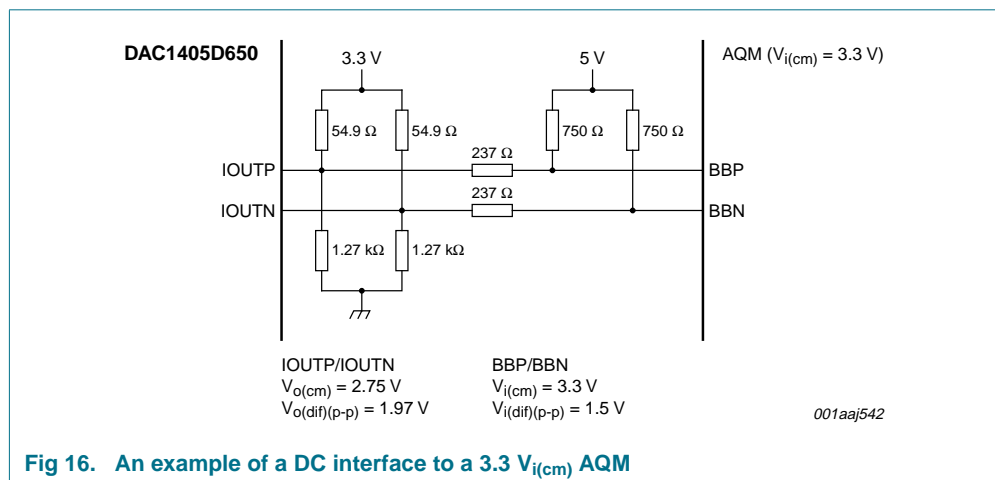 DAC1405D650
3.3 V
5 V
AQM (Vi(cm) = 3.3 V)
54.9 Ω
54.9 Ω
750 Ω
750 Ω
237 Ω
IOUTP
BBP
237 Ω
IOUTN
BBN
1.27 kΩ
1.27 kΩ
IOUTP/IOUTN
Vo(cm) = 2.75 V
Vo(dif)(p-p) = 1.97 V
BBP/BBN
Vi(cm) = 3.3 V
Vi(dif)(p-p) = 1.5 V
001aaj542
Fig 16. An example of a DC interface to a 3.3 Vi(cm) AQM